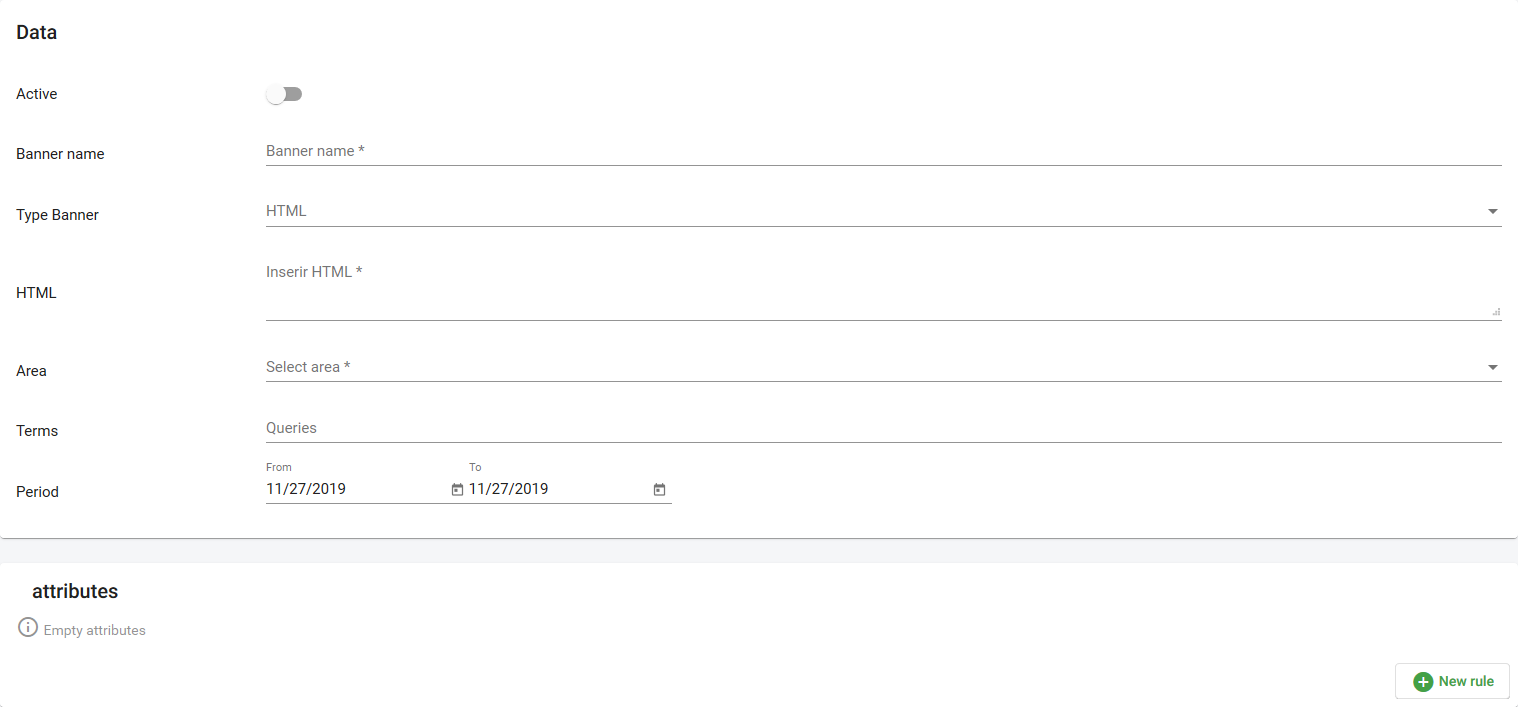 Data
Active
Banner name Banner name *
Type Banner HTML
HTML Inserir HTML *
Area Select area *
Terms Queries
From To
Period 11/27/2019 11/27/2019
attributes
Empty attributes
New rule